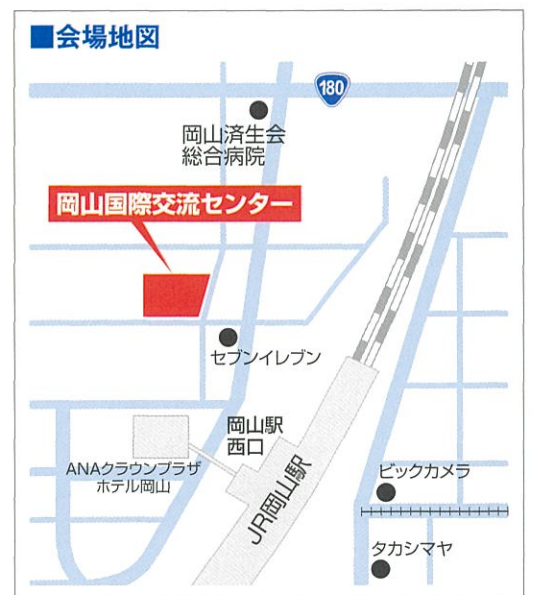 ■会場地図
180
岡山済生会
総合病院
岡山国際交流センター
セブンイレブン
岡山駅
西口
ANAクラウンプラザ
ホテル岡山
JR岡山駅
ビックカメラ
タカシマヤ